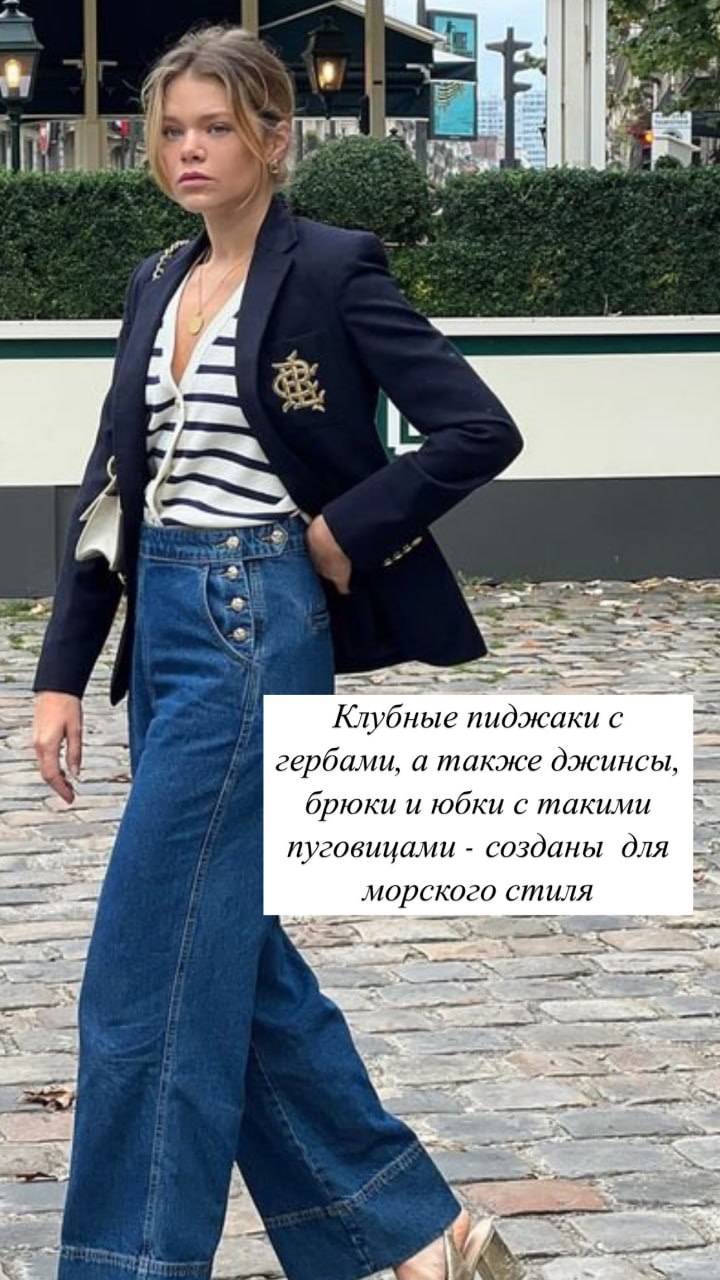 Клубные пиджаки с
гербами, а также джинсы,
брюки и юбки с такими
пуговицами - созданы для
морского стиля